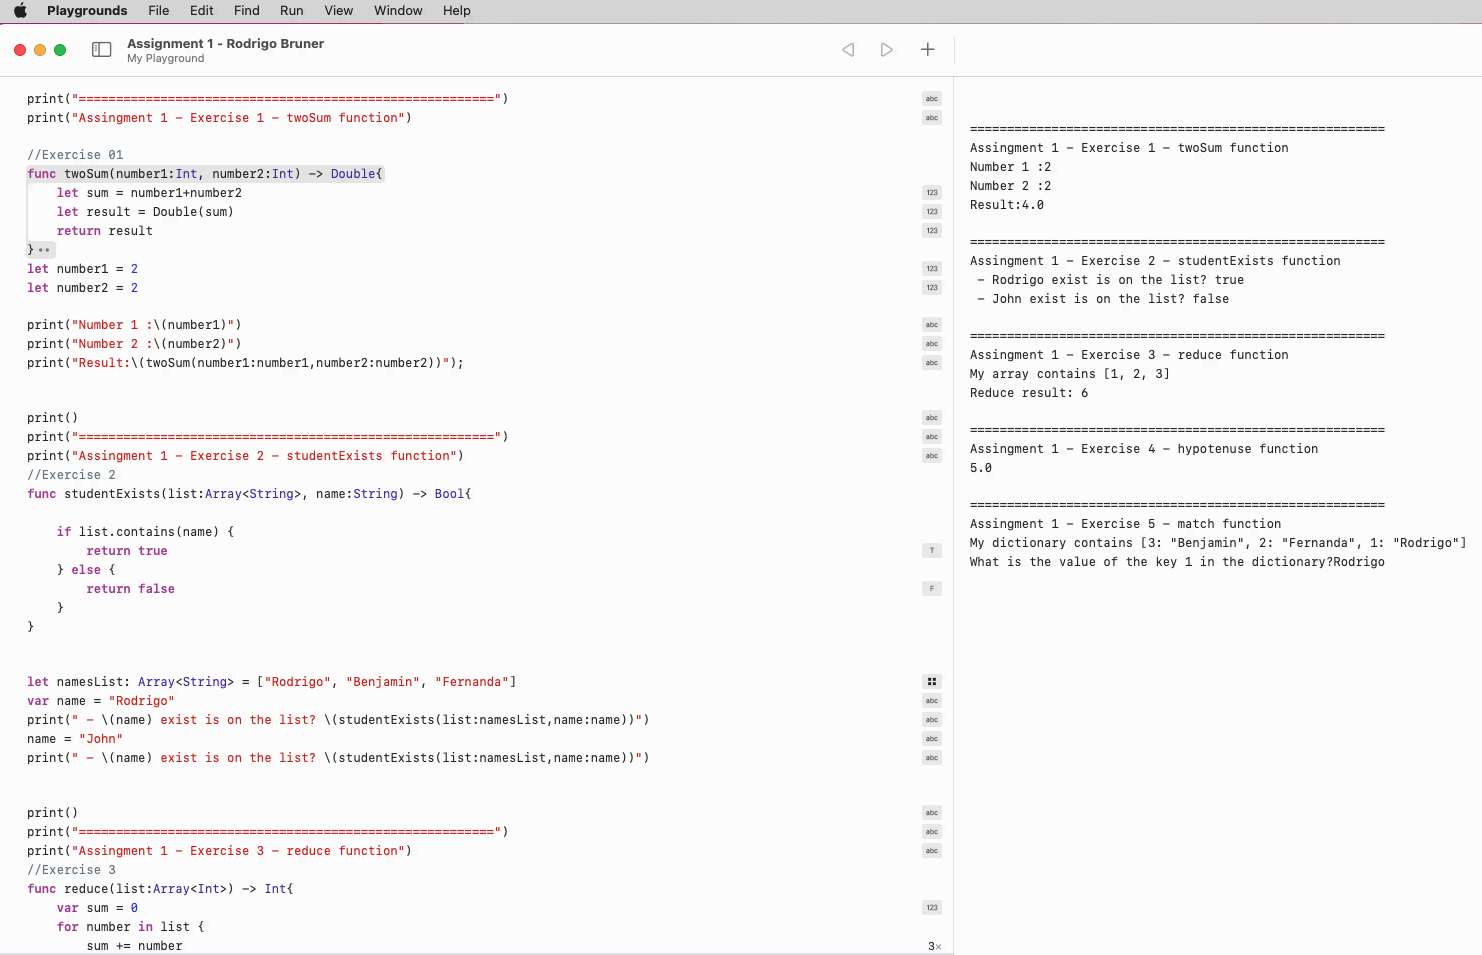 Playgrounds File Edit Find Run View Window Help
Assignment 1 - Rodrigo Bruner
My Playground
print("========================================================")
print("Assingment 1 - Exercise 1 - twoSum function")
//Exercise 01
func twoSum(number1:Int, number2:Int) -> Double{
    let sum = number1+number2
    let result = Double(sum)
    return result
}
let number1 = 2
let number2 = 2
print("Number 1 :\(number1)")
print("Number 2 :\(number2)")
print("Result:\(twoSum(number1:number1,number2:number2))");
print()
print("========================================================")
print("Assingment 1 - Exercise 2 - studentExists function")
//Exercise 2
func studentExists(list:Array<String>, name:String) -> Bool{
    if list.contains(name) {
        return true
    } else {
        return false
    }
}
let namesList: Array<String> = ["Rodrigo", "Benjamin", "Fernanda"]
var name = "Rodrigo"
print(" - \(name) exist is on the list? \(studentExists(list:namesList,name:name))")
name = "John"
print(" - \(name) exist is on the list? \(studentExists(list:namesList,name:name))")
print()
print("========================================================")
print("Assingment 1 - Exercise 3 - reduce function")
//Exercise 3
func reduce(list:Array<Int>) -> Int{
    var sum = 0
    for number in list {
        sum += number
abc
abc
123
123
123
123
123
abc
abc
abc
abc
abc
abc
T
F
abc
abc
abc
abc
abc
abc
abc
123
3×
========================================================
Assingment 1 - Exercise 1 - twoSum function
Number 1 :2
Number 2 :2
Result:4.0
========================================================
Assingment 1 - Exercise 2 - studentExists function
 - Rodrigo exist is on the list? true
 - John exist is on the list? false
========================================================
Assingment 1 - Exercise 3 - reduce function
My array contains [1, 2, 3]
Reduce result: 6
========================================================
Assingment 1 - Exercise 4 - hypotenuse function
5.0
========================================================
Assingment 1 - Exercise 5 - match function
My dictionary contains [3: "Benjamin", 2: "Fernanda", 1: "Rodrigo"]
What is the value of the key 1 in the dictionary?Rodrigo